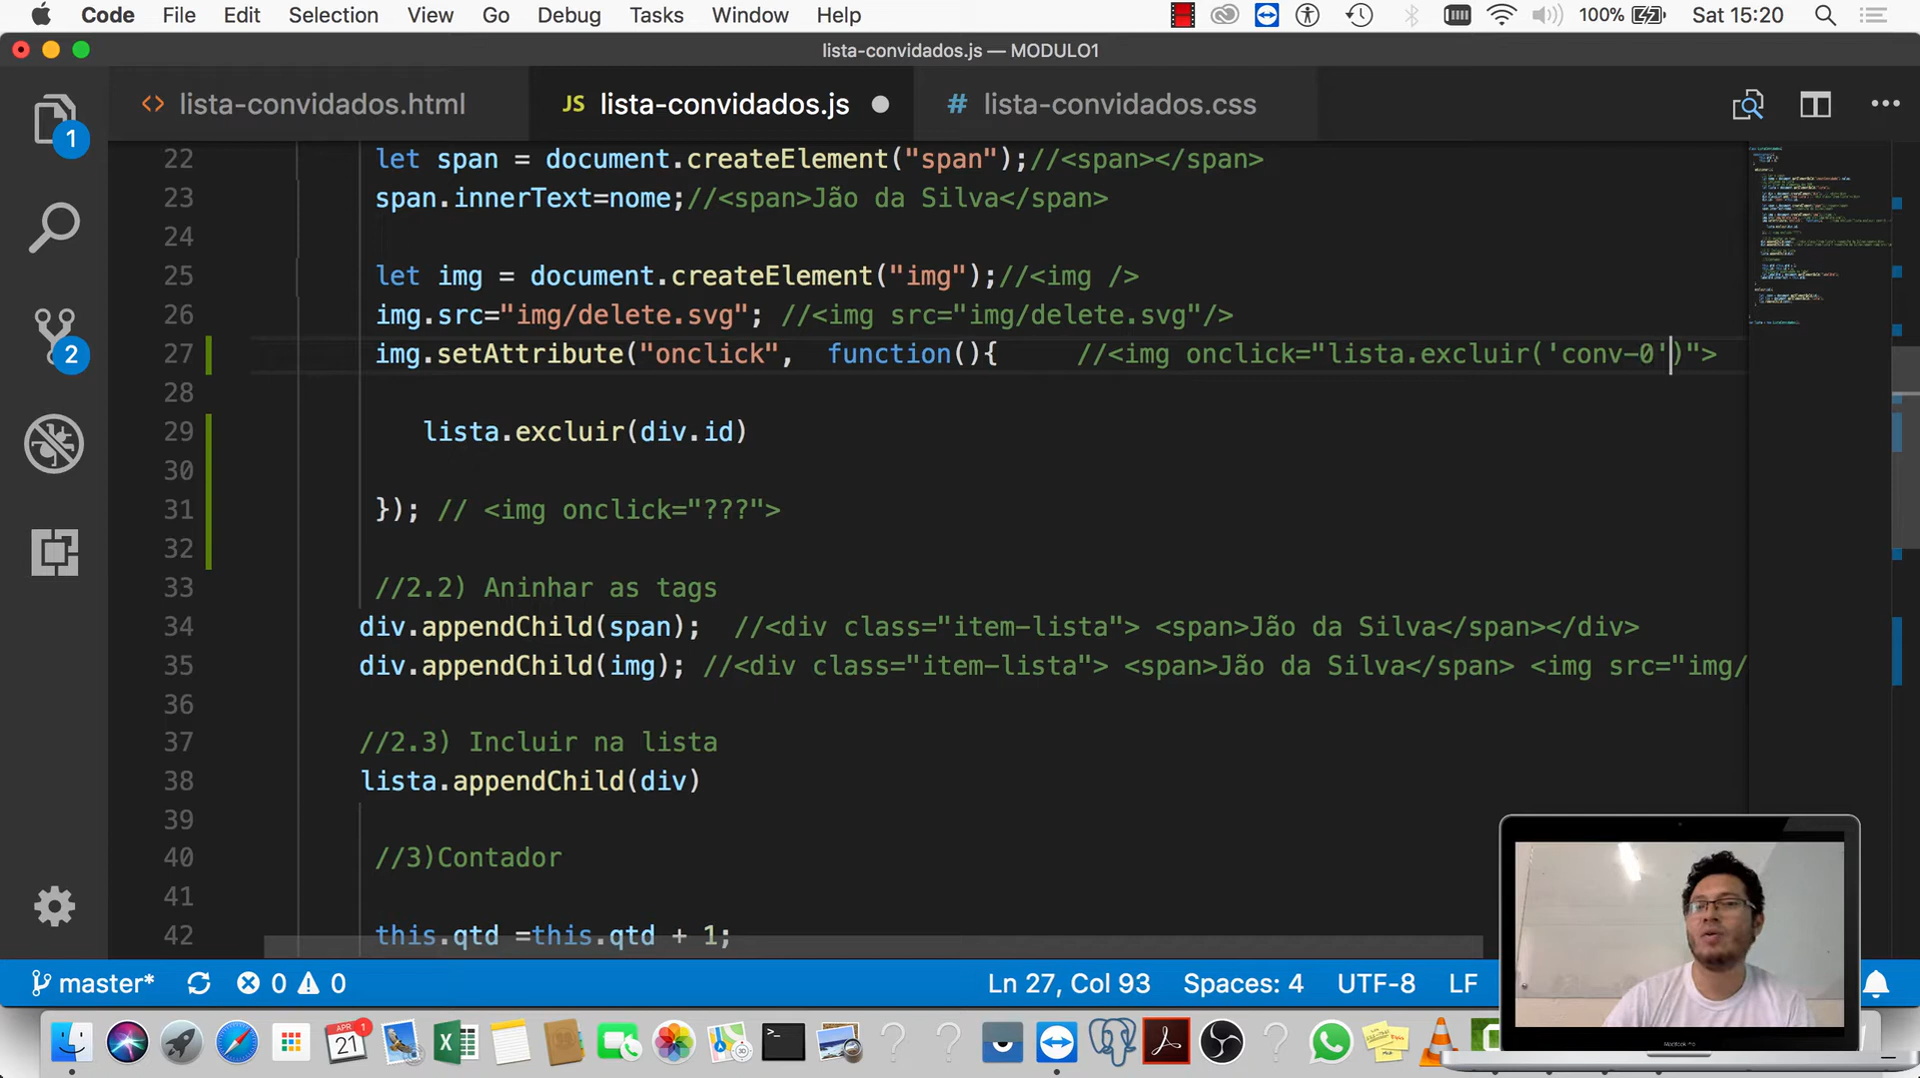 Code File Edit Selection View Go Debug Tasks Window Help 100% Sat 15:20
lista-convidados.js — MODULO1
<> lista-convidados.html JS lista-convidados.js # lista-convidados.css
1
2
22 let span = document.createElement("span");//<span></span>
23 span.innerText=nome;//<span>Jão da Silva</span>
24
25 let img = document.createElement("img");//<img />
26 img.src="img/delete.svg"; //<img src="img/delete.svg"/>
27 img.setAttribute("onclick", function(){ //<img onclick="lista.excluir('conv-0')">
28
29 lista.excluir(div.id)
30
31 }); // <img onclick="???">
32
33 //2.2) Aninhar as tags
34 div.appendChild(span); //<div class="item-lista"> <span>Jão da Silva</span></div>
35 div.appendChild(img); //<div class="item-lista"> <span>Jão da Silva</span> <img src="img/
36
37 //2.3) Incluir na lista
38 lista.appendChild(div)
39
40 //3)Contador
41
42 this.qtd =this.qtd + 1;
master* 0 0 Ln 27, Col 93 Spaces: 4 UTF-8 LF
APR 1
21